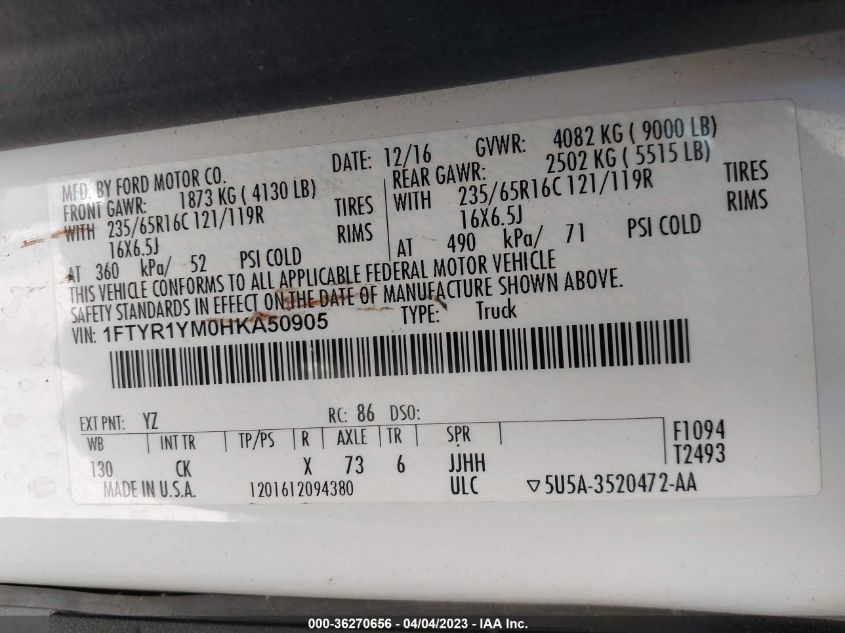 MFD. BY FORD MOTOR CO. DATE: 12/16 GVWR: 4082 KG ( 9000 LB)
FRONT GAWR: 1873 KG ( 4130 LB) REAR GAWR: 2502 KG ( 5515 LB)
WITH 235/65R16C 121/119R TIRES WITH 235/65R16C 121/119R TIRES
16X6.5J RIMS 16X6.5J RIMS
AT 360 kPa/ 52 PSI COLD AT 490 kPa/ 71 PSI COLD
THIS VEHICLE CONFORMS TO ALL APPLICABLE FEDERAL MOTOR VEHICLE
SAFETY STANDARDS IN EFFECT ON THE DATE OF MANUFACTURE SHOWN ABOVE.
VIN: 1FTYR1YM0HKA50905 TYPE: Truck
EXT PNT: YZ RC: 86 DSO:
WB INT TR TP/PS R AXLE TR SPR F1094
130 CK X 73 6 JJHH T2493
MADE IN U.S.A. 1201612094380 ULC ▽5U5A-3520472-AA
000-36270656 - 04/04/2023 - IAA Inc.